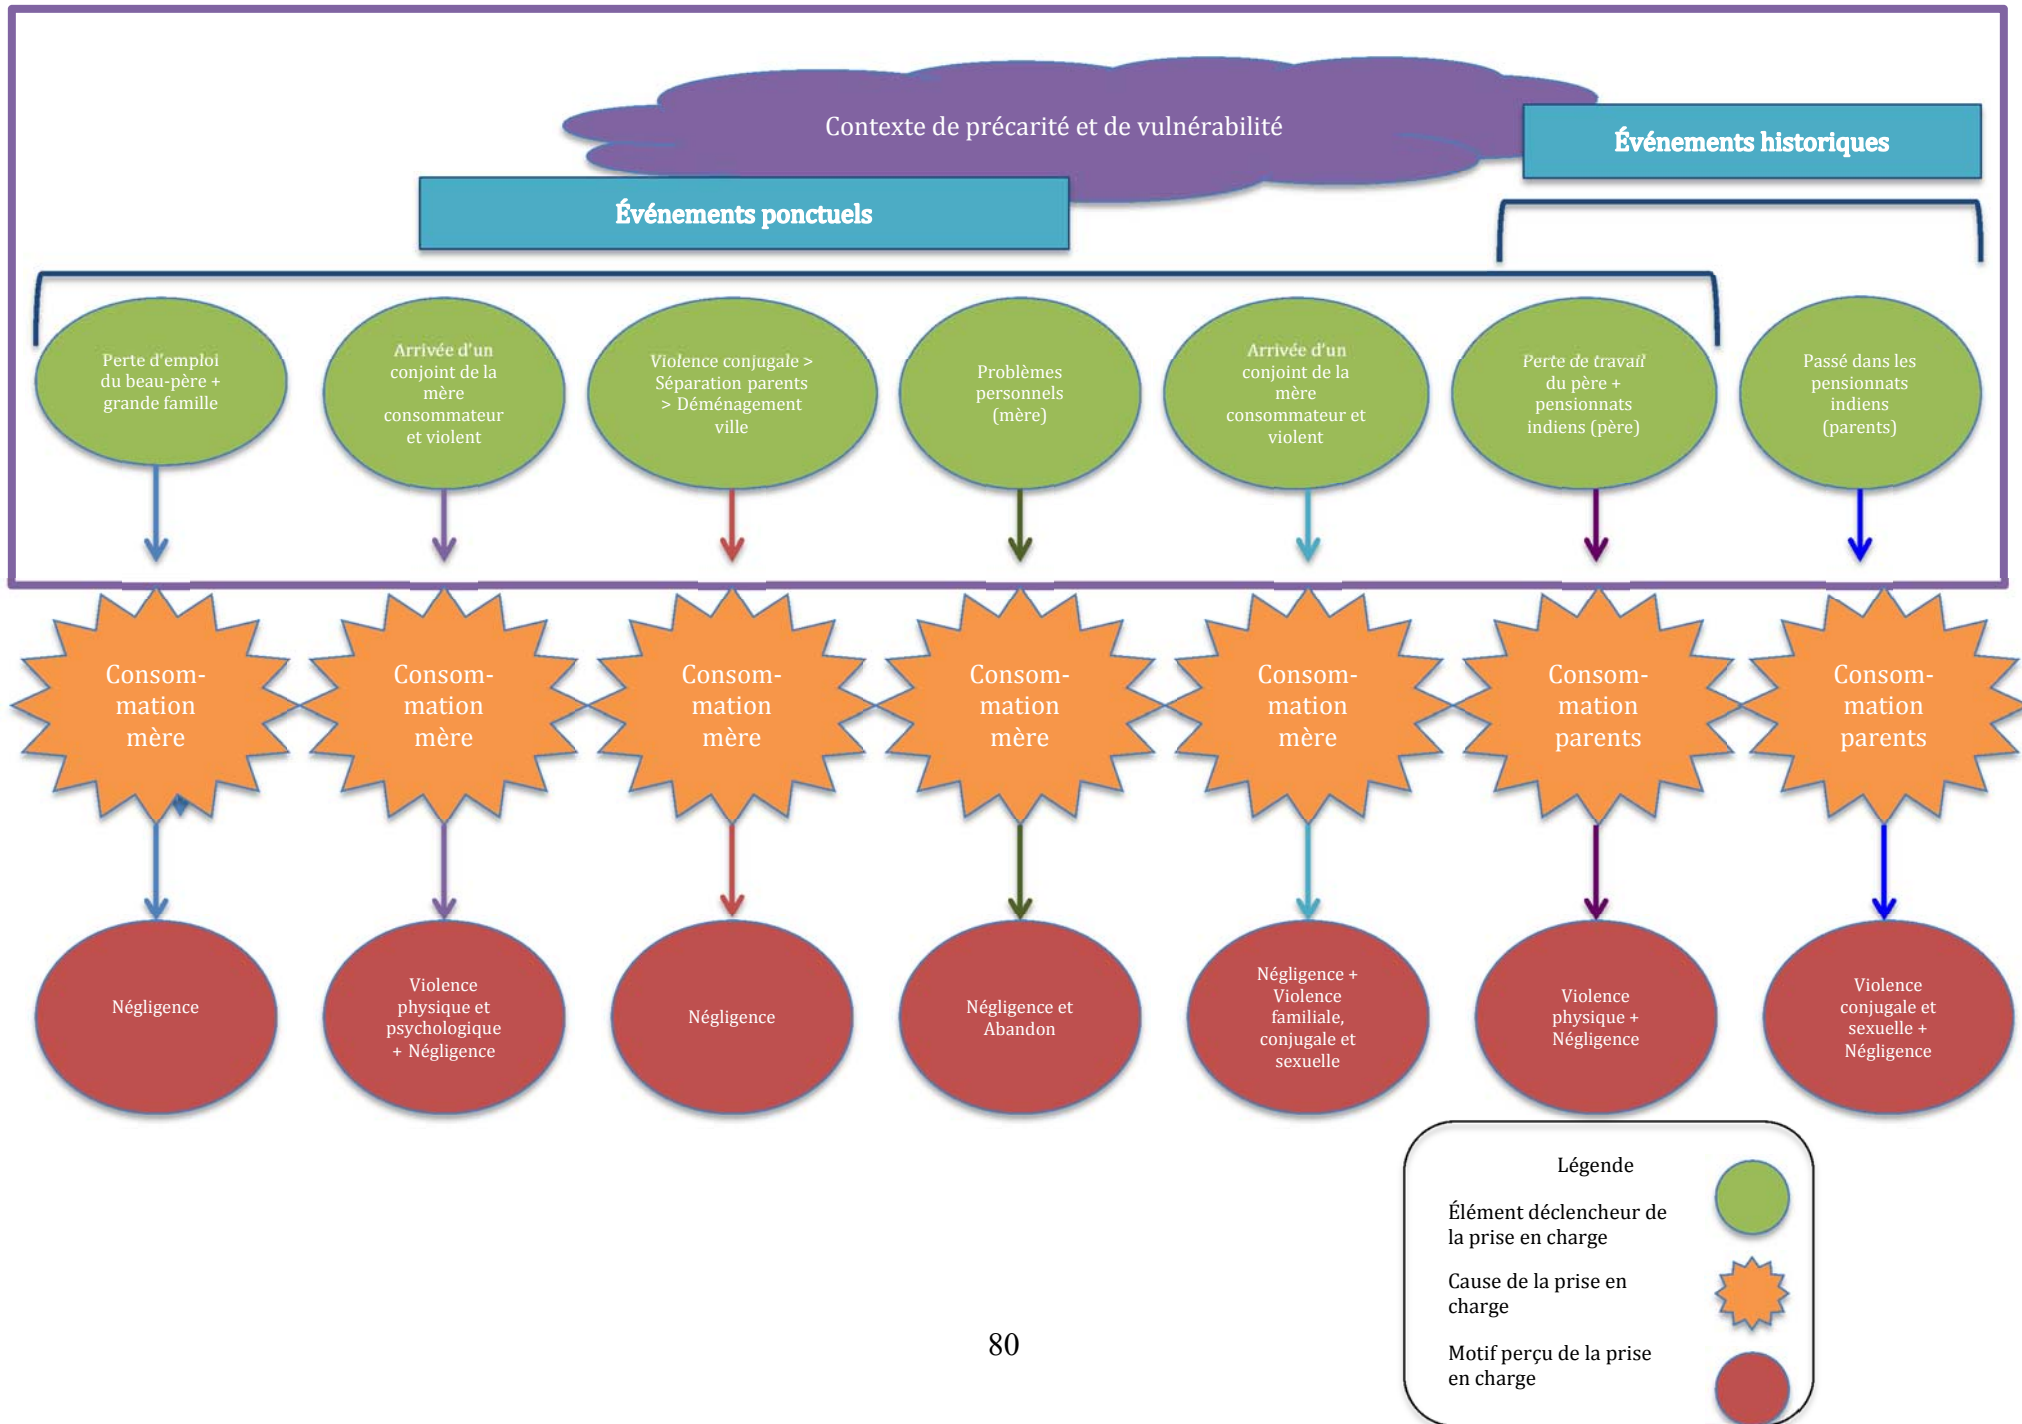 Contexte de précarité et de vulnérabilité
Événements historiques
Événements ponctuels
Perte d'emploi
du beau-père +
grande famille
Arrivée d'un
conjoint de la
mère
consommateur
et violent
Violence conjugale >
Séparation parents
> Déménagement
ville
Problèmes
personnels
(mère)
Arrivée d'un
conjoint de la
mère
consommateur et
violent
Perte de travail
du père +
pensionnats
indiens (père)
Passé dans les
pensionnats
indiens
(parents)
Consom-
mation
mère
Consom-
mation
mère
Consom-
mation
mère
Consom-
mation
mère
Consom-
mation
mère
Consom-
mation
parents
Consom-
mation
parents
Négligence
Violence
physique et
psychologique
+ Négligence
Négligence
Négligence et
Abandon
Négligence +
Violence
familiale,
conjugale et
sexuelle
Violence
physique +
Négligence
Violence
conjugale et
sexuelle +
Négligence
Légende
Élément déclencheur de
la prise en charge
Cause de la prise en
charge
Motif perçu de la prise
en charge
80